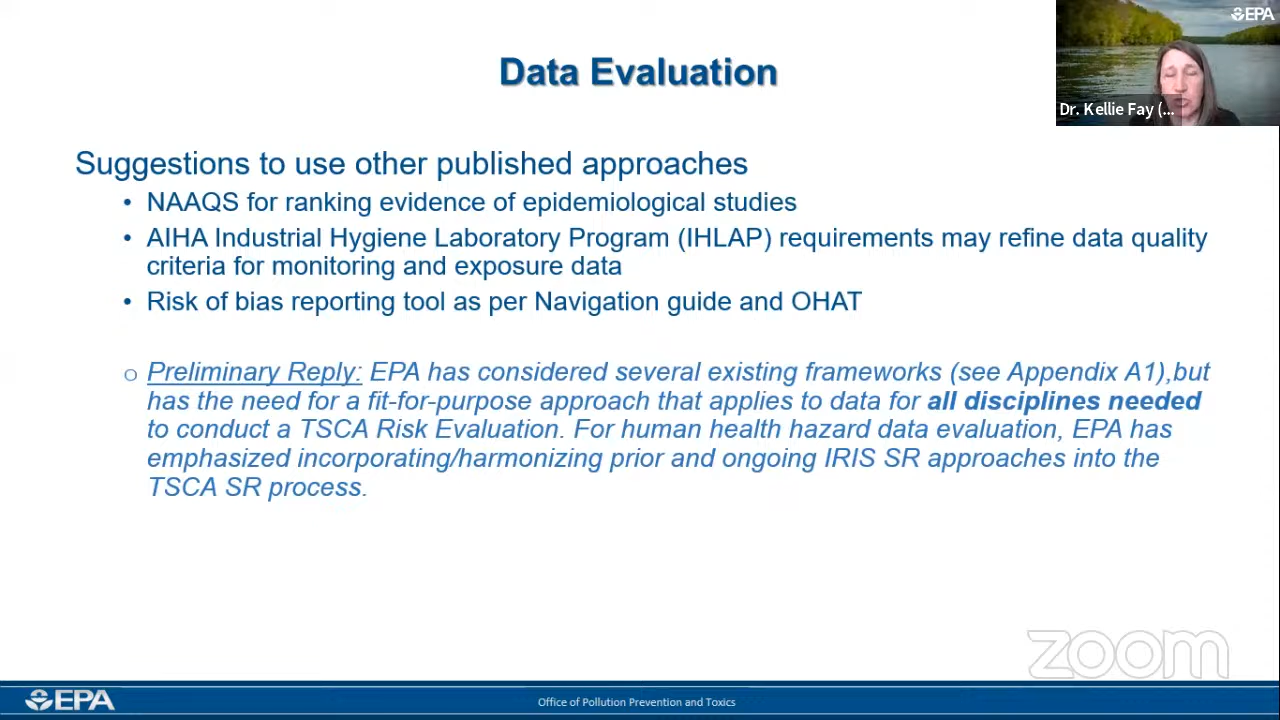 EPA
Data Evaluation
Dr. Kellie Fay (...
Suggestions to use other published approaches
• NAAQS for ranking evidence of epidemiological studies
• AIHA Industrial Hygiene Laboratory Program (IHLAP) requirements may refine data quality
criteria for monitoring and exposure data
• Risk of bias reporting tool as per Navigation guide and OHAT
o Preliminary Reply: EPA has considered several existing frameworks (see Appendix A1),but
has the need for a fit-for-purpose approach that applies to data for all disciplines needed
to conduct a TSCA Risk Evaluation. For human health hazard data evaluation, EPA has
emphasized incorporating/harmonizing prior and ongoing IRIS SR approaches into the
TSCA SR process.
zoom
EPA
Office of Pollution Prevention and Toxics